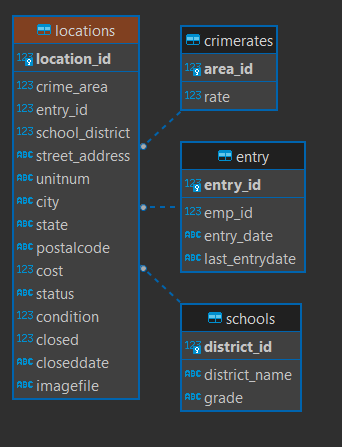 locations
123 location_id
123 crime_area
123 entry_id
123 school_district
ABC street_address
ABC unitnum
ABC city
ABC state
ABC postalcode
123 cost
ABC status
123 condition
123 closed
ABC closeddate
ABC imagefile
crimerates
123 area_id
123 rate
entry
123 entry_id
123 emp_id
ABC entry_date
ABC last_entrydate
schools
123 district_id
ABC district_name
ABC grade